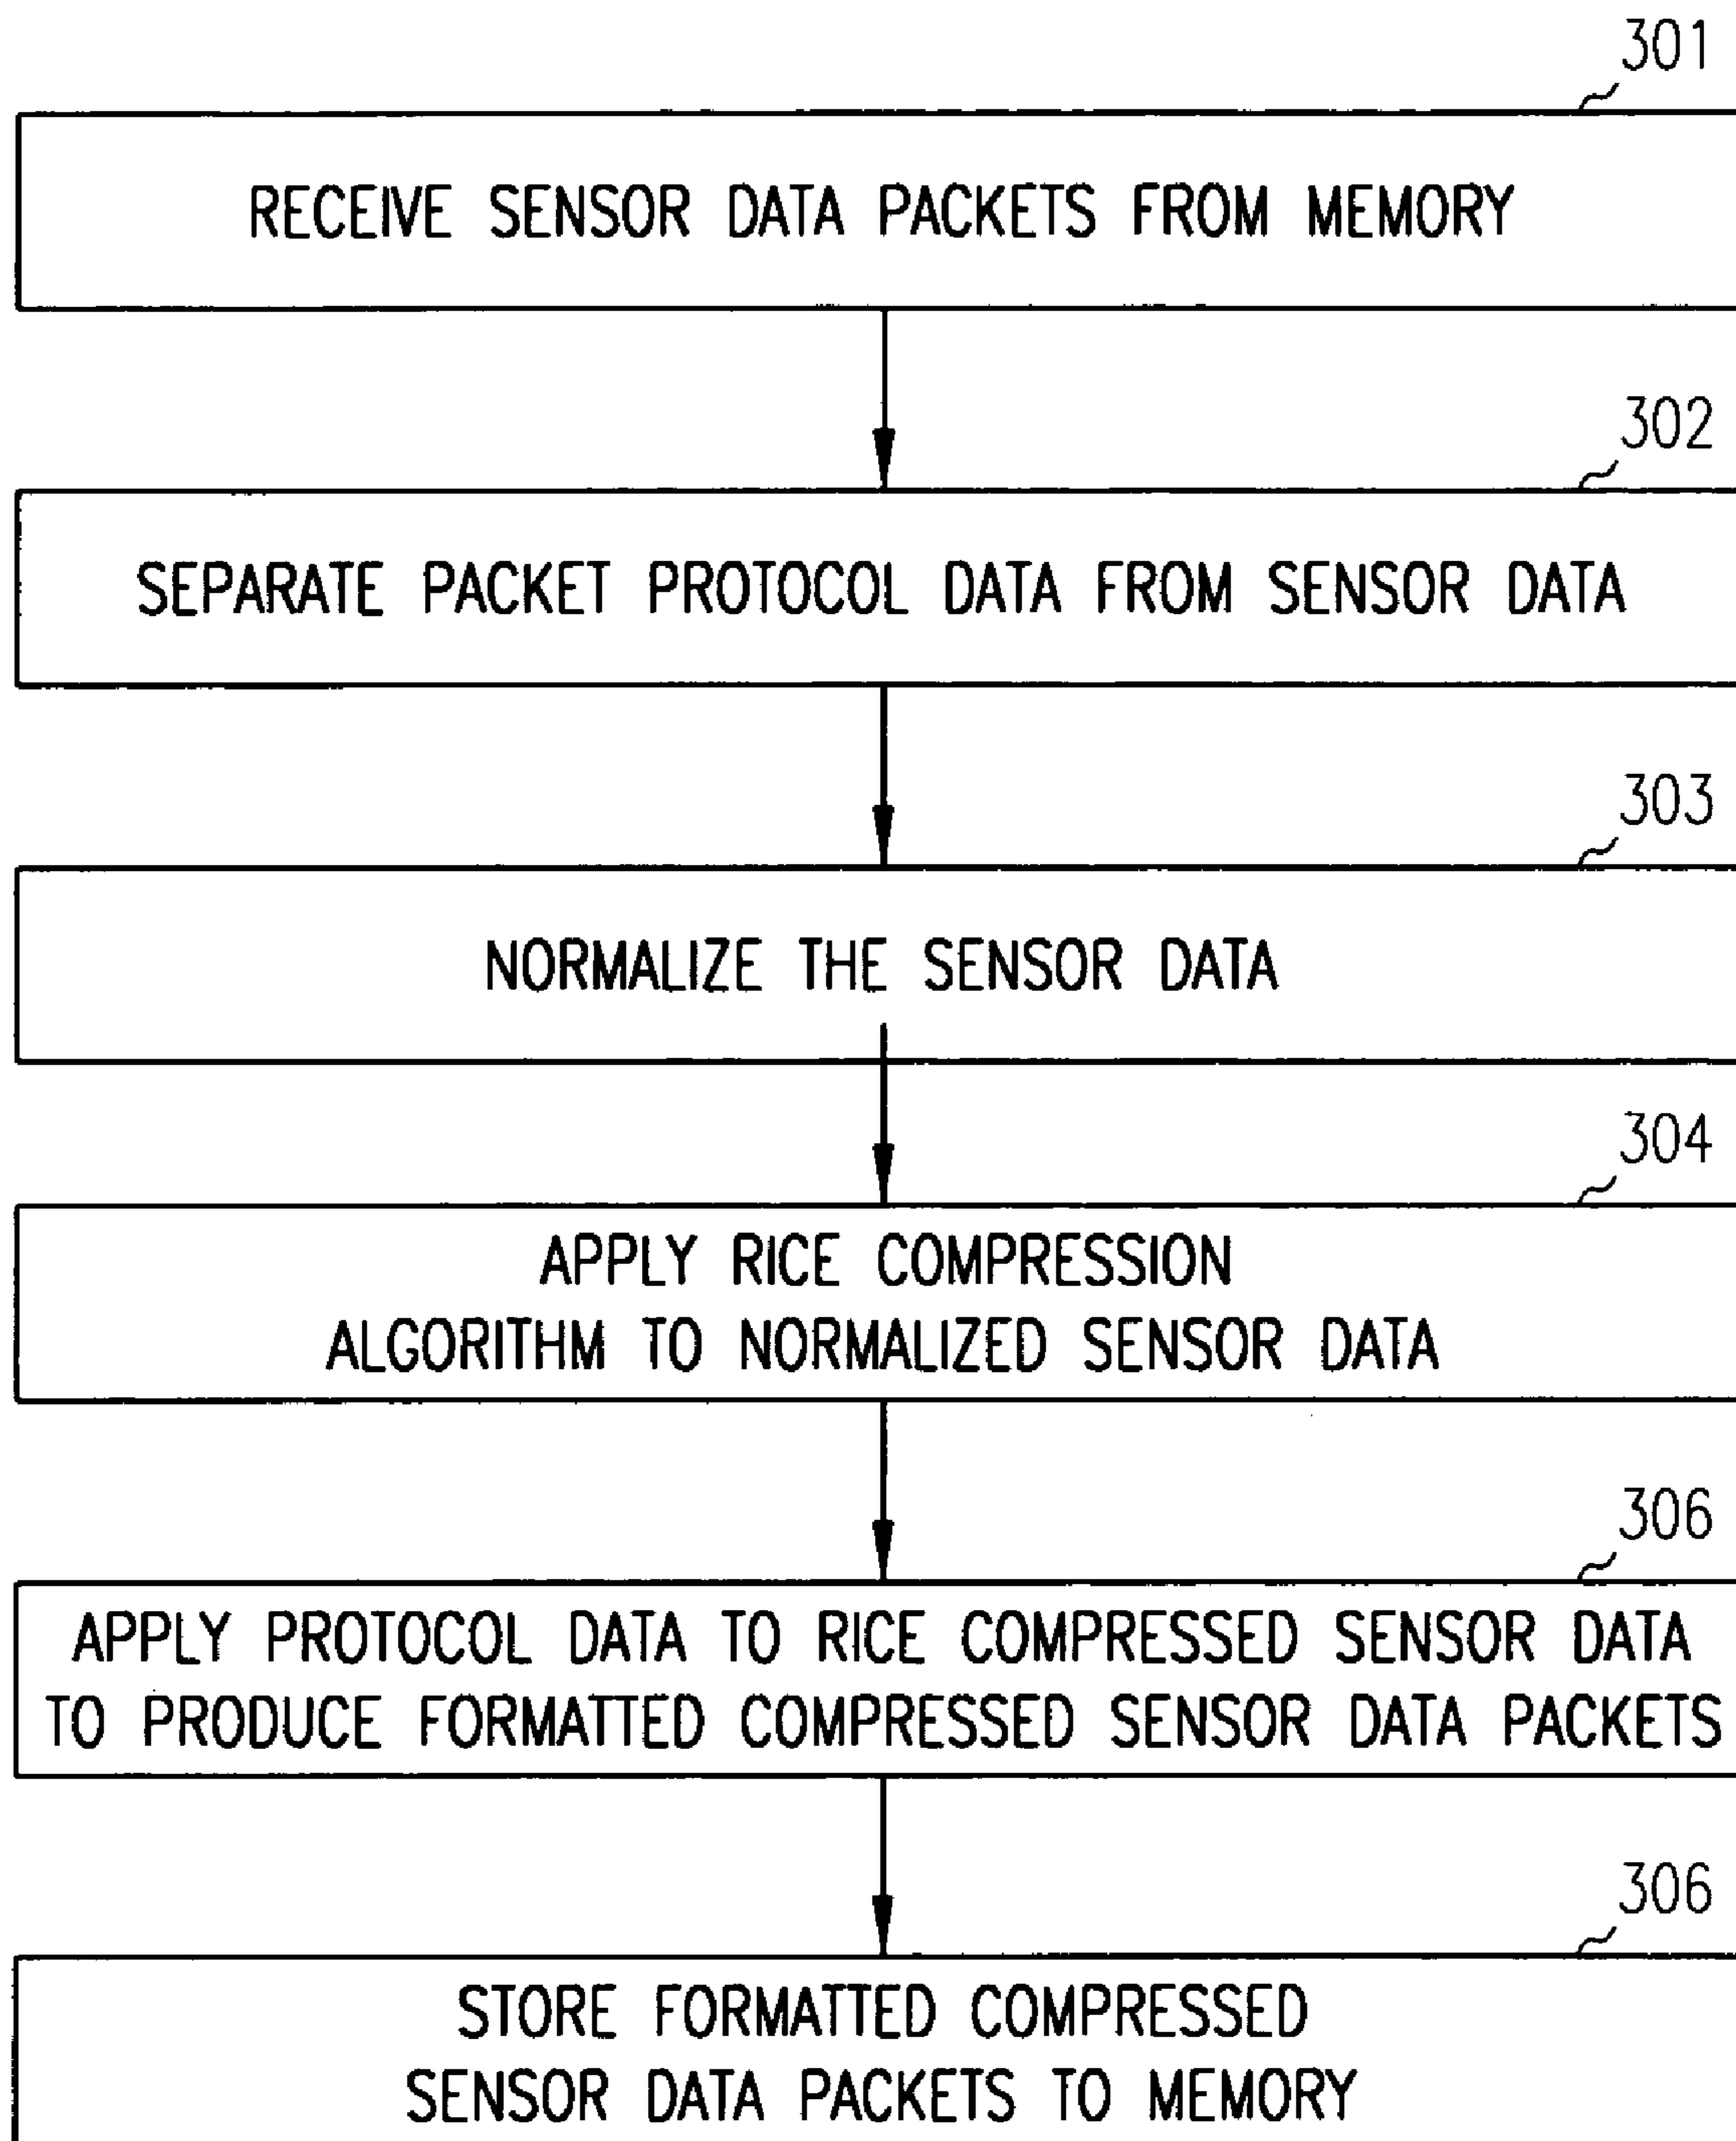 301
RECEIVE SENSOR DATA PACKETS FROM MEMORY
302
SEPARATE PACKET PROTOCOL DATA FROM SENSOR DATA
303
NORMALIZE THE SENSOR DATA
304
APPLY RICE COMPRESSION
ALGORITHM TO NORMALIZED SENSOR DATA
306
APPLY PROTOCOL DATA TO RICE COMPRESSED SENSOR DATA
TO PRODUCE FORMATTED COMPRESSED SENSOR DATA PACKETS
306
STORE FORMATTED COMPRESSED
SENSOR DATA PACKETS TO MEMORY